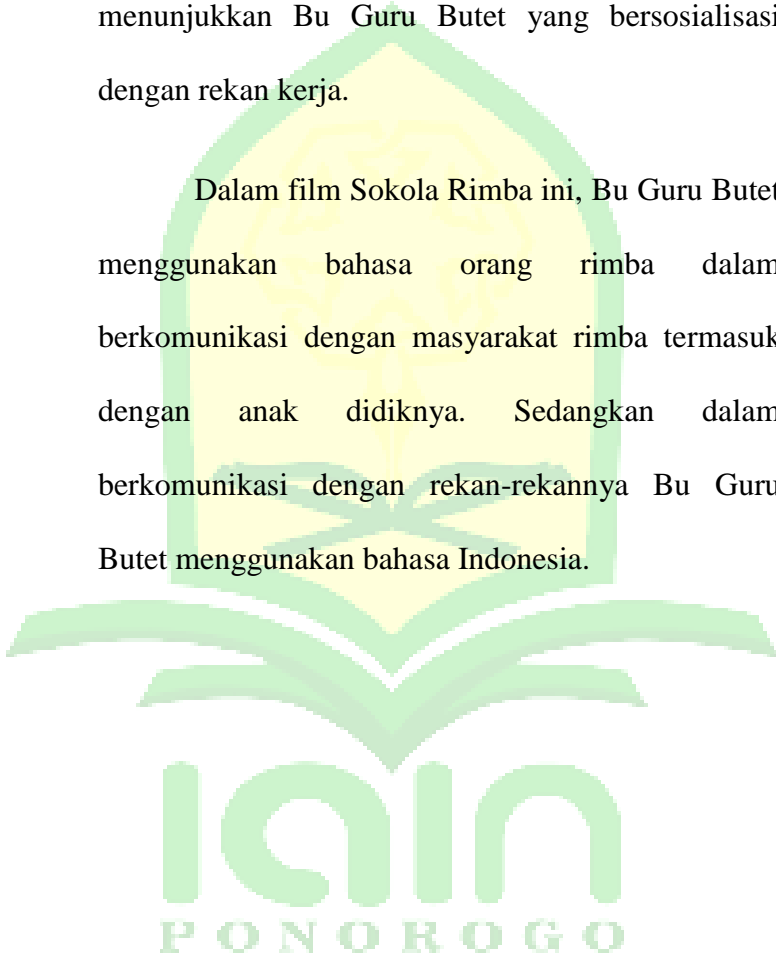 menunjukkan Bu Guru Butet yang bersosialisasi
dengan rekan kerja.
Dalam film Sokola Rimba ini, Bu Guru Butet
menggunakan bahasa orang rimba dalam
berkomunikasi dengan masyarakat rimba termasuk
dengan anak didiknya. Sedangkan dalam
berkomunikasi dengan rekan-rekannya Bu Guru
Butet menggunakan bahasa Indonesia.
iain
PONOROGO